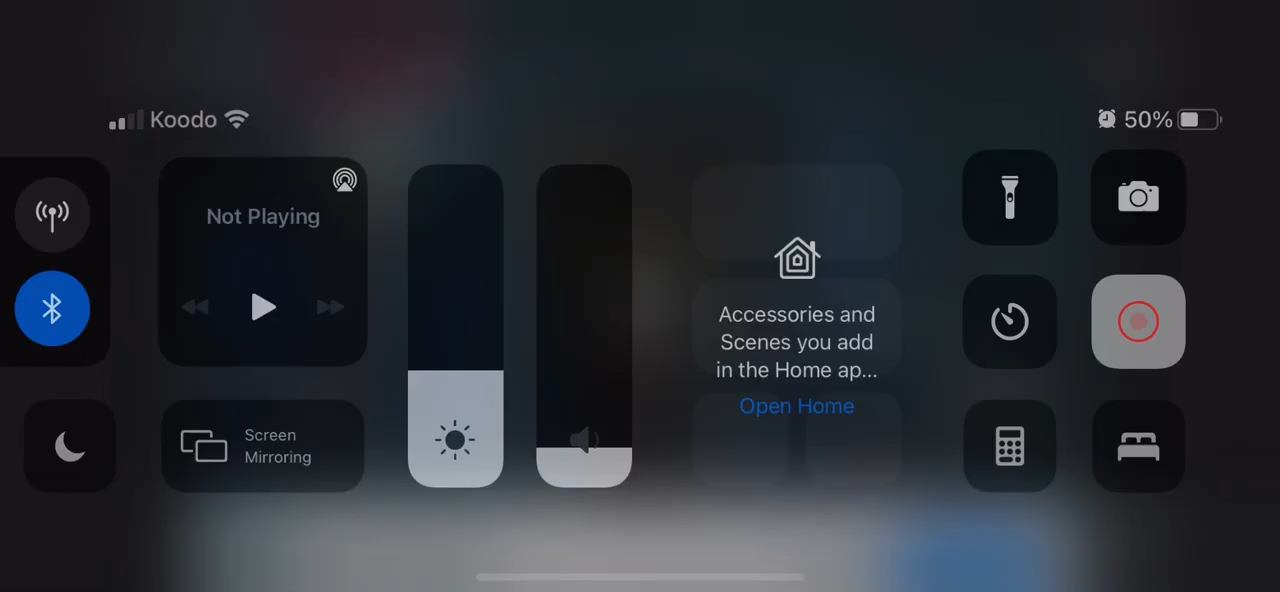 Koodo
50%
Not Playing
Screen
Mirroring
Accessories and
Scenes you add
in the Home ap...
Open Home